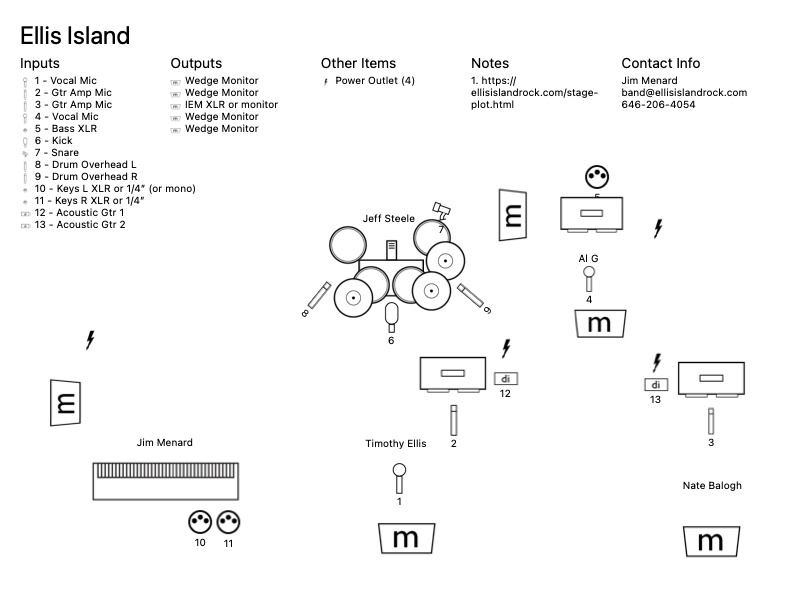 Ellis Island
Inputs
1 - Vocal Mic
2 - Gtr Amp Mic
3 - Gtr Amp Mic
4 - Vocal Mic
5 - Bass XLR
6 - Kick
7 - Snare
8 - Drum Overhead L
9 - Drum Overhead R
10 - Keys L XLR or 1/4” (or mono)
11 - Keys R XLR or 1/4”
12 - Acoustic Gtr 1
13 - Acoustic Gtr 2
Outputs
Wedge Monitor
Wedge Monitor
IEM XLR or monitor
Wedge Monitor
Wedge Monitor
Other Items
Power Outlet (4)
Notes
1. https://
ellisislandrock.com/stage-
plot.html
Contact Info
Jim Menard
band@ellisislandrock.com
646-206-4054
5
m
Jeff Steele
7
Al G
4
m
8
9
6
m
di
12
di
13
2
3
Jim Menard
Timothy Ellis
1
Nate Balogh
10
11
m
m